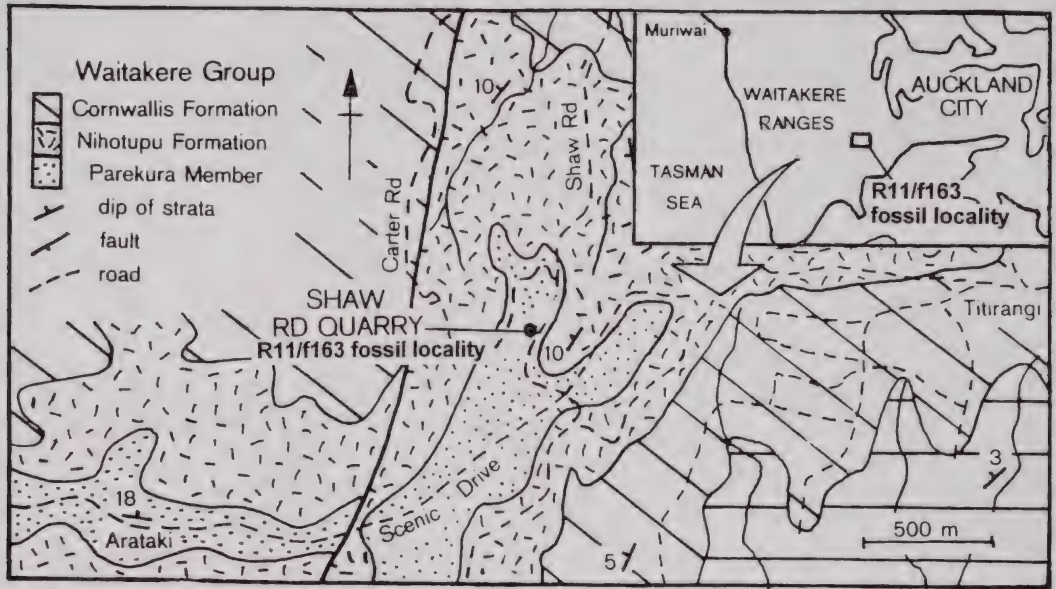 Waitakere Group
Cornwallis Formation
Nihotupu Formation
Parekura Member
dip of strata
fault
road
10
Carter Rd
Shaw Rd
Muriwai
WAITAKERE
RANGES
AUCKLAND
CITY
TASMAN
SEA
R11/f163
fossil locality
SHAW
RD QUARRY
R11/f163 fossil locality
10
Titirangi
18
Arataki
Scenic Drive
5
3
500 m